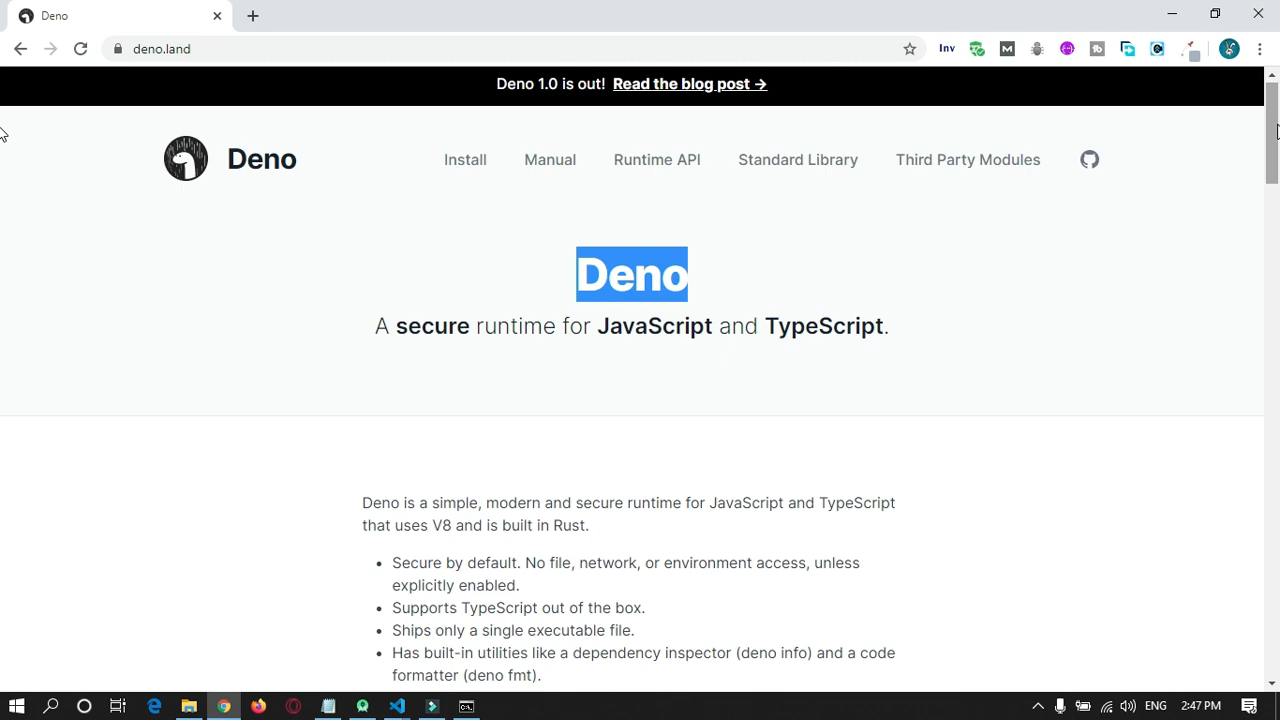 Deno
deno.land
Inv
Deno 1.0 is out! Read the blog post →
Deno
Install Manual Runtime API Standard Library Third Party Modules
Deno
A secure runtime for JavaScript and TypeScript.
Deno is a simple, modern and secure runtime for JavaScript and TypeScript
that uses V8 and is built in Rust.
• Secure by default. No file, network, or environment access, unless
explicitly enabled.
• Supports TypeScript out of the box.
• Ships only a single executable file.
• Has built-in utilities like a dependency inspector (deno info) and a code
formatter (deno fmt).
ENG 2:47 PM